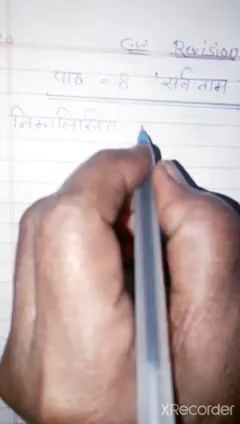 C.W Revision
पाठ = 8 'सर्वनाम
निम्नलिखित
XRecorder